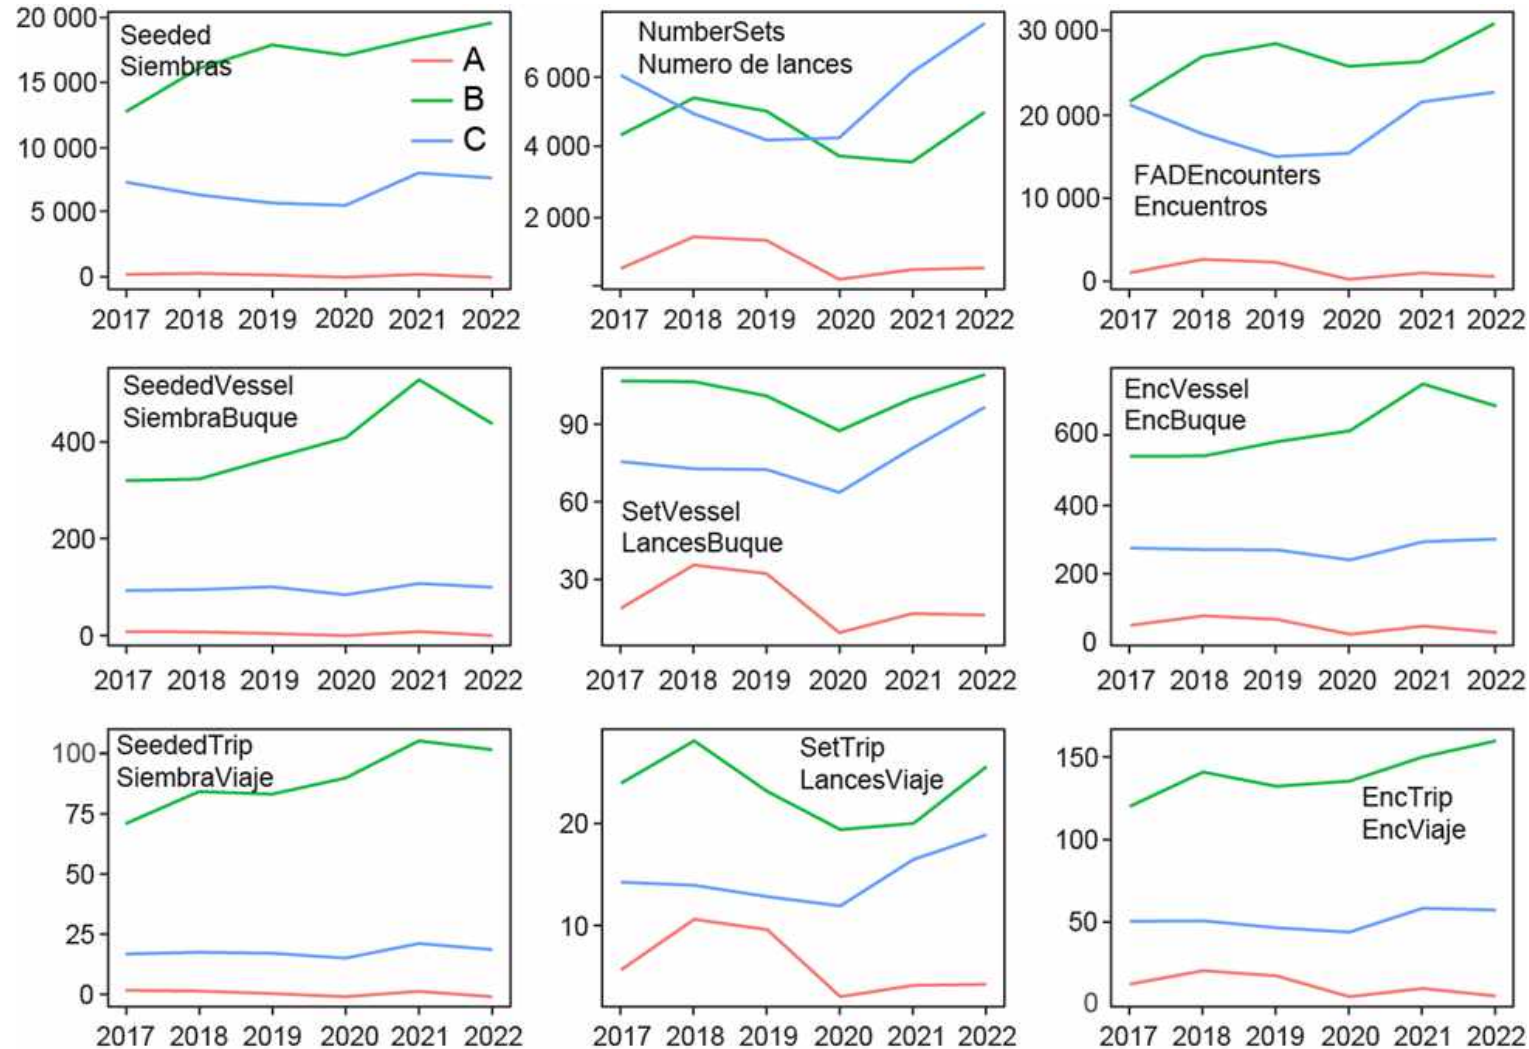 Seeded
Siembras
A
B
C
20 000
15 000
10 000
5 000
0
2017 2018 2019 2020 2021 2022
NumberSets
Numero de lances
6 000
4 000
2 000
2017 2018 2019 2020 2021 2022
30 000
20 000
FADEncounters
Encuentros
10 000
0
2017 2018 2019 2020 2021 2022
SeededVessel
SiembraBuque
400
200
0
2017 2018 2019 2020 2021 2022
90
60
SetVessel
LancesBuque
30
2017 2018 2019 2020 2021 2022
EncVessel
EncBuque
600
400
200
0
2017 2018 2019 2020 2021 2022
SeededTrip
SiembraViaje
100
75
50
25
0
2017 2018 2019 2020 2021 2022
SetTrip
LancesViaje
20
10
2017 2018 2019 2020 2021 2022
150
EncTrip
EncViaje
100
50
0
2017 2018 2019 2020 2021 2022